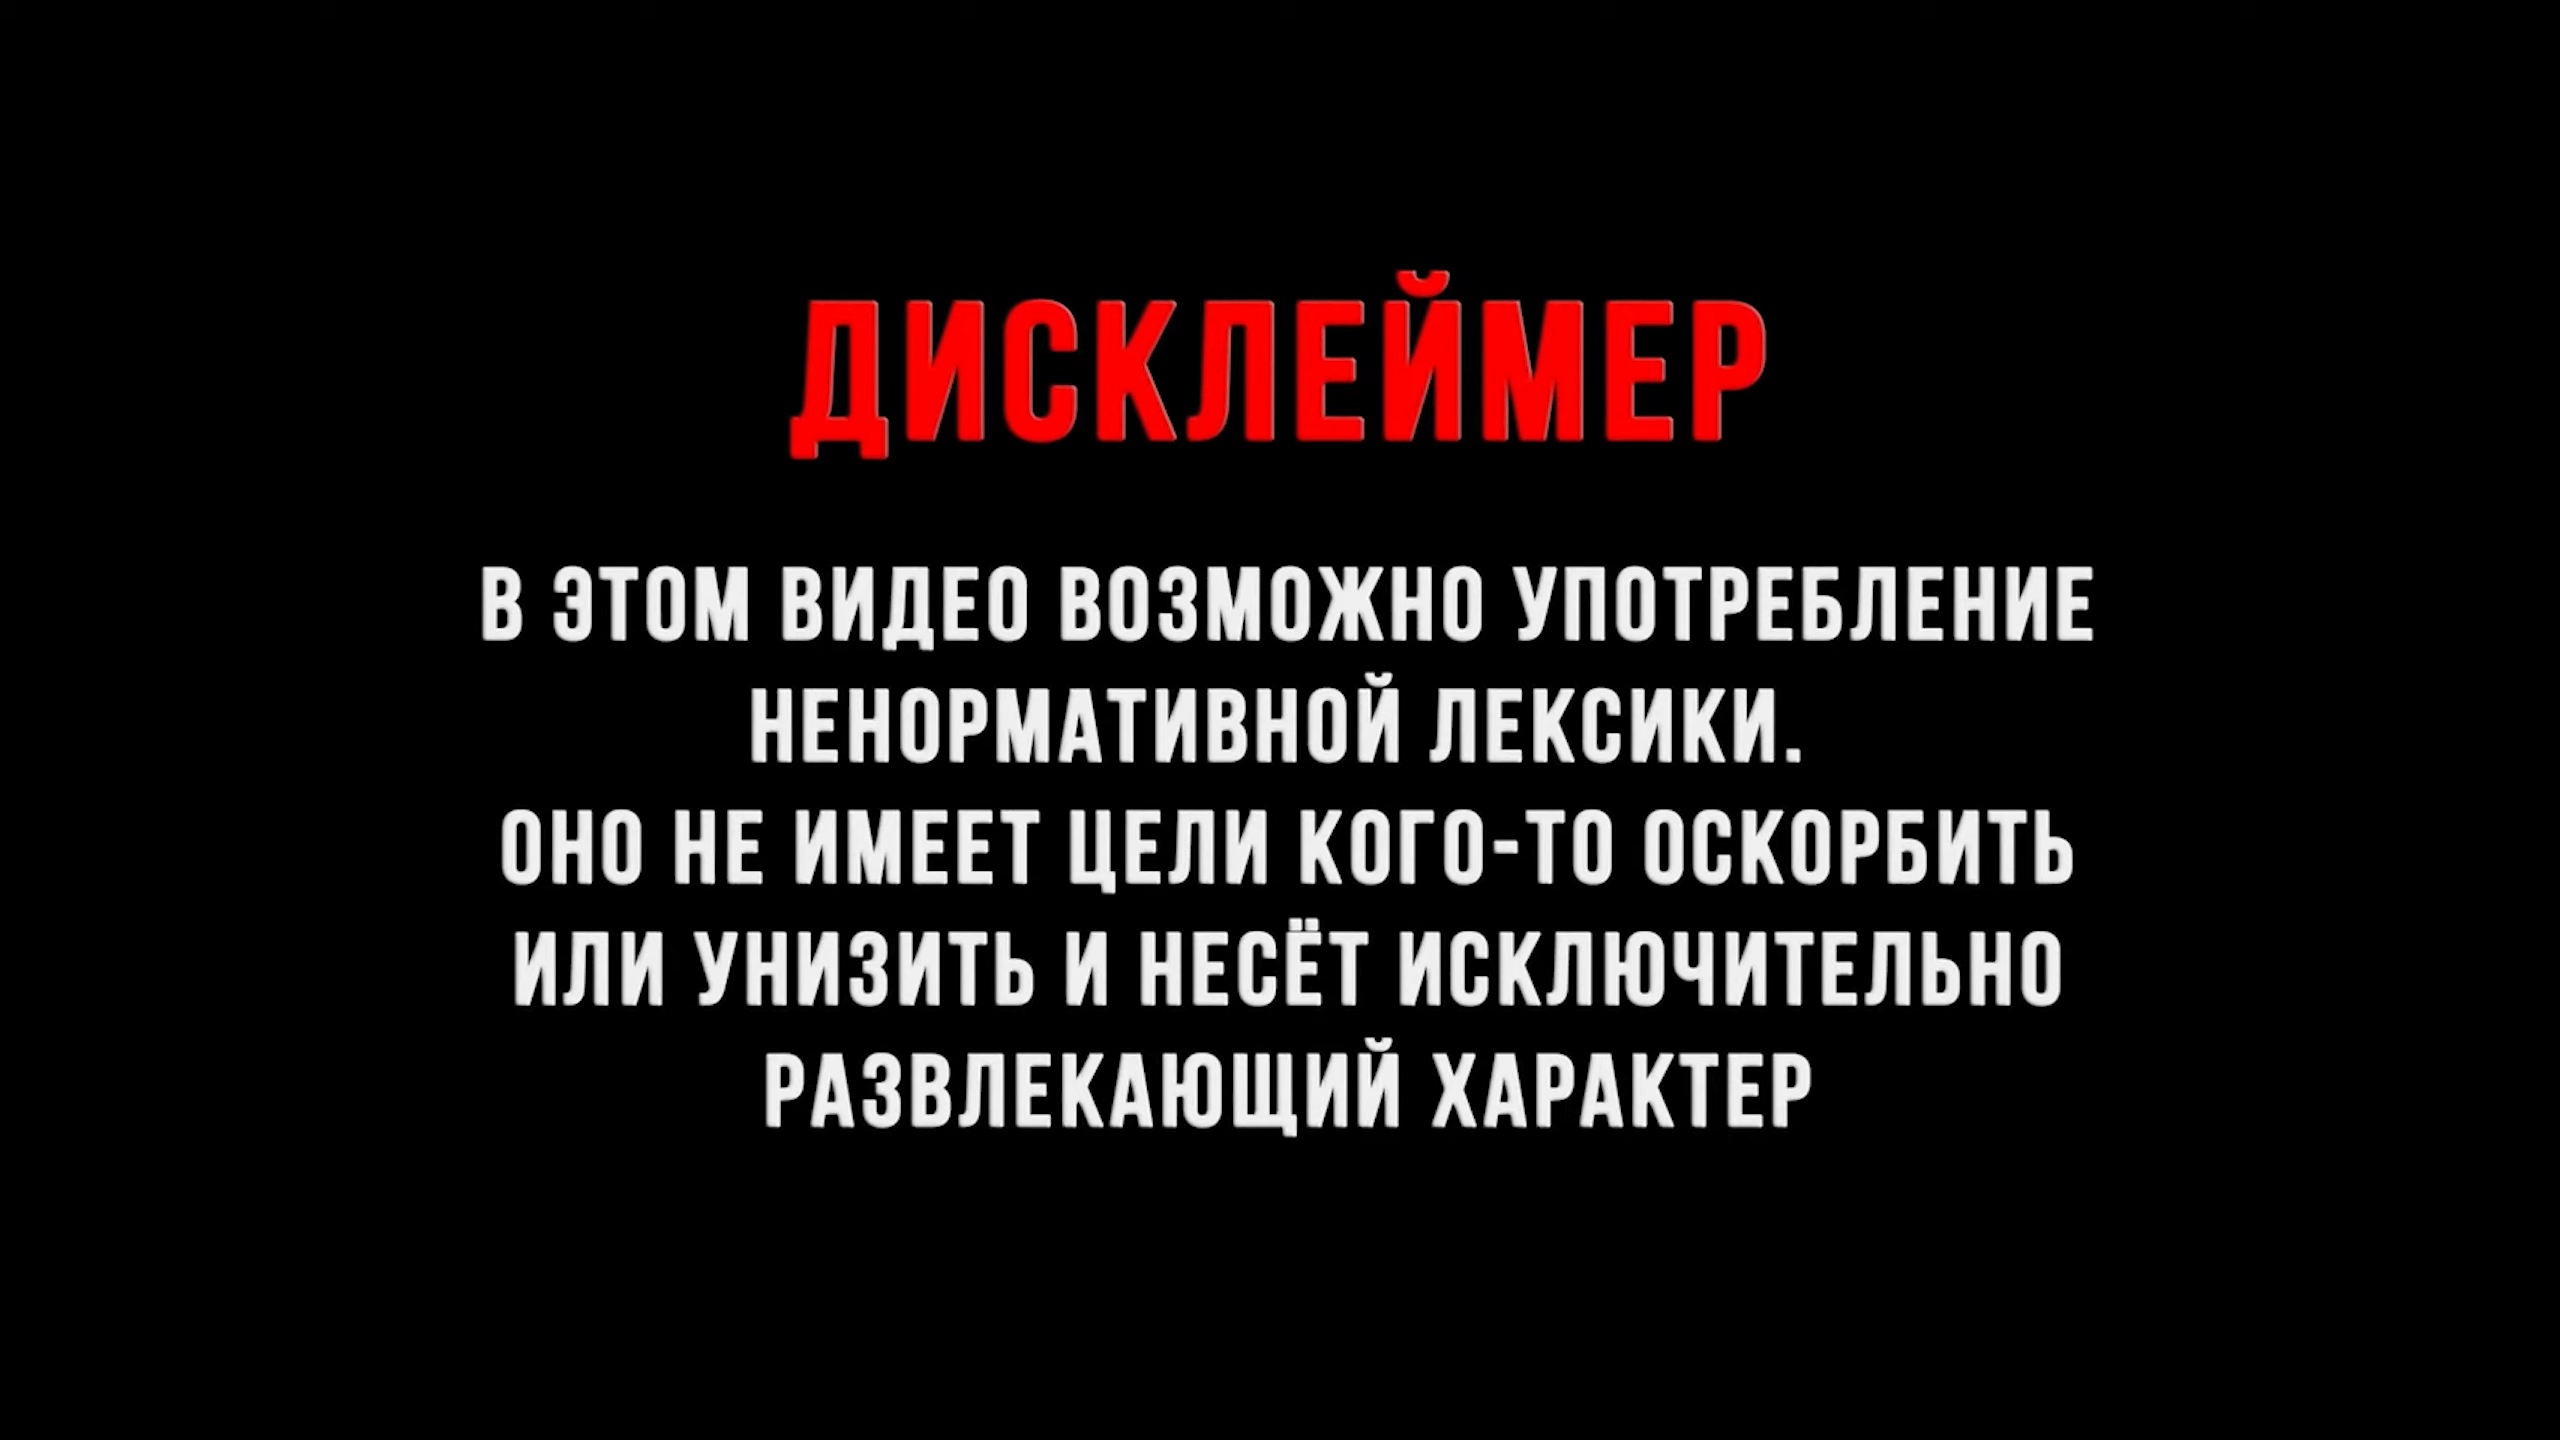 ДИСКЛЕЙМЕР
В ЭТОМ ВИДЕО ВОЗМОЖНО УПОТРЕБЛЕНИЕ
НЕНОРМАТИВНОЙ ЛЕКСИКИ.
ОНО НЕ ИМЕЕТ ЦЕЛИ КОГО-ТО ОСКОРБИТЬ
ИЛИ УНИЗИТЬ И НЕСЁТ ИСКЛЮЧИТЕЛЬНО
РАЗВЛЕКАЮЩИЙ ХАРАКТЕР